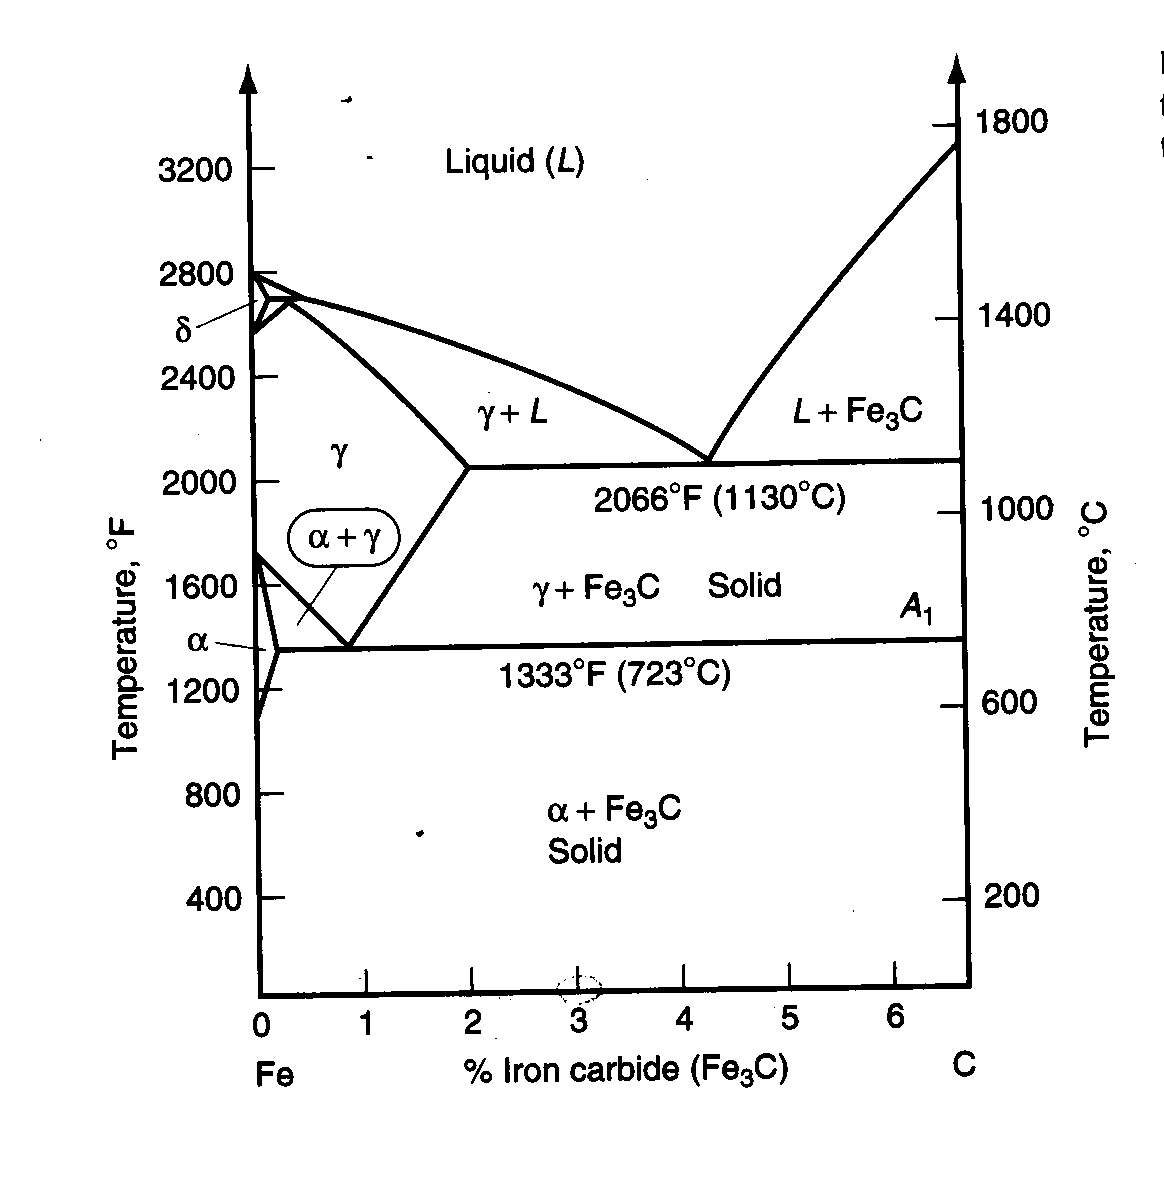 1800
3200
Liquid (L)
2800
1400
δ
2400
γ + L
L + Fe₃C
γ
2000
2066°F (1130°C)
1000
α + γ
1600
γ + Fe₃C Solid
A₁
α
1333°F (723°C)
1200
600
Temperature, °F
Temperature, °C
800
α + Fe₃C
Solid
400
200
0 1 2 3 4 5 6
Fe % Iron carbide (Fe₃C) C